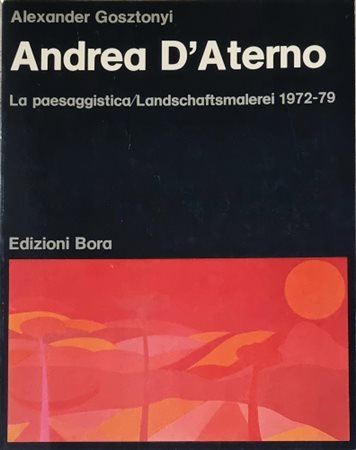 Alexander Gosztonyi
Andrea D'Aterno
La paesaggistica/Landschaftsmalerei 1972-79
Edizioni Bora